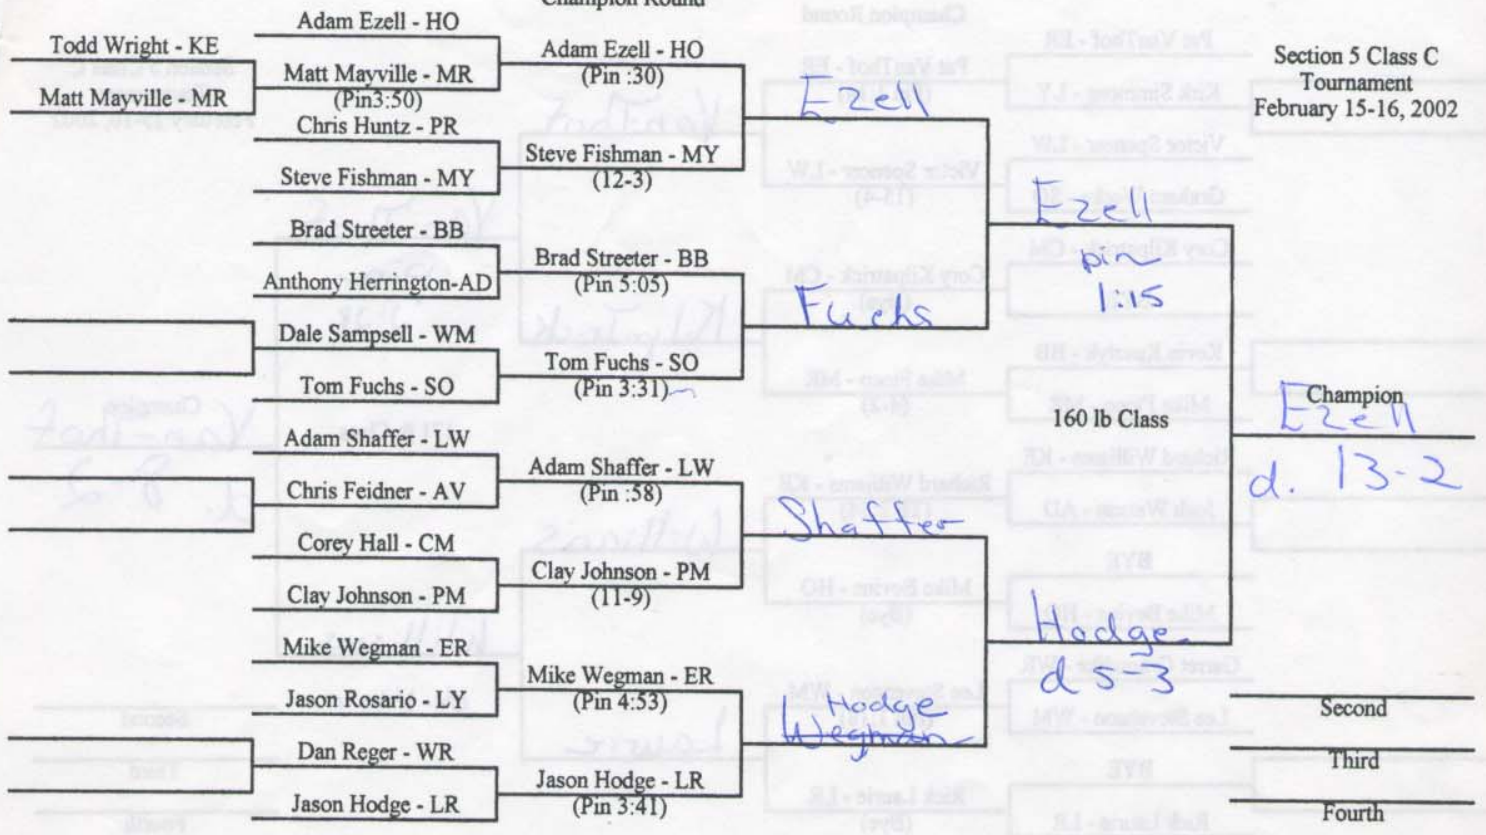 Champion Round
Section 5 Class C
Tournament
February 15-16, 2002
Todd Wright - KE
Matt Mayville - MR
Adam Ezell - HO
Matt Mayville - MR
(Pin3:50)
Chris Huntz - PR
Steve Fishman - MY
Brad Streeter - BB
Anthony Herrington-AD
Dale Sampsell - WM
Tom Fuchs - SO
Adam Shaffer - LW
Chris Feidner - AV
Corey Hall - CM
Clay Johnson - PM
Mike Wegman - ER
Jason Rosario - LY
Dan Reger - WR
Jason Hodge - LR
Adam Ezell - HO
(Pin :30)
Steve Fishman - MY
(12-3)
Brad Streeter - BB
(Pin 5:05)
Tom Fuchs - SO
(Pin 3:31)
Adam Shaffer - LW
(Pin :58)
Clay Johnson - PM
(11-9)
Mike Wegman - ER
(Pin 4:53)
Jason Hodge - LR
(Pin 3:41)
Ezell
Fuchs
Shaffer
Hodge
Wegman
Ezell
pin
1:15
160 lb Class
Hodge
d 5-3
Champion
Ezell
d. 13-2
Second
Third
Fourth